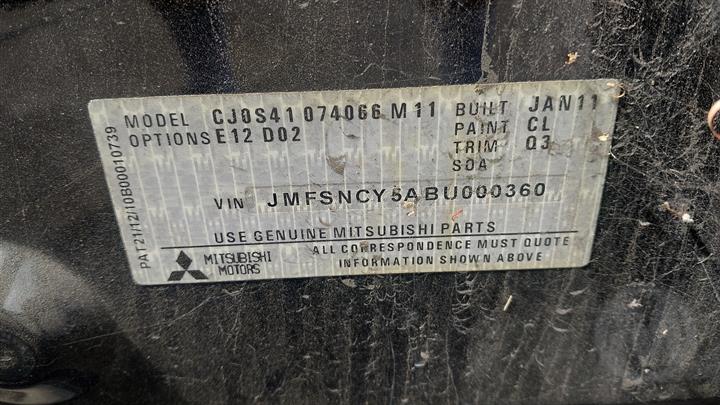 MODEL CJ0S41 074066 M11 BUILT JAN11
OPTIONS E12 D02 PAINT CL
TRIM Q3
SOA
VIN JMFSNCY5ABU000360
USE GENUINE MITSUBISHI PARTS
ALL CORRESPONDENCE MUST QUOTE
INFORMATION SHOWN ABOVE
MITSUBISHI
MOTORS
PAT21/12/10B00010739